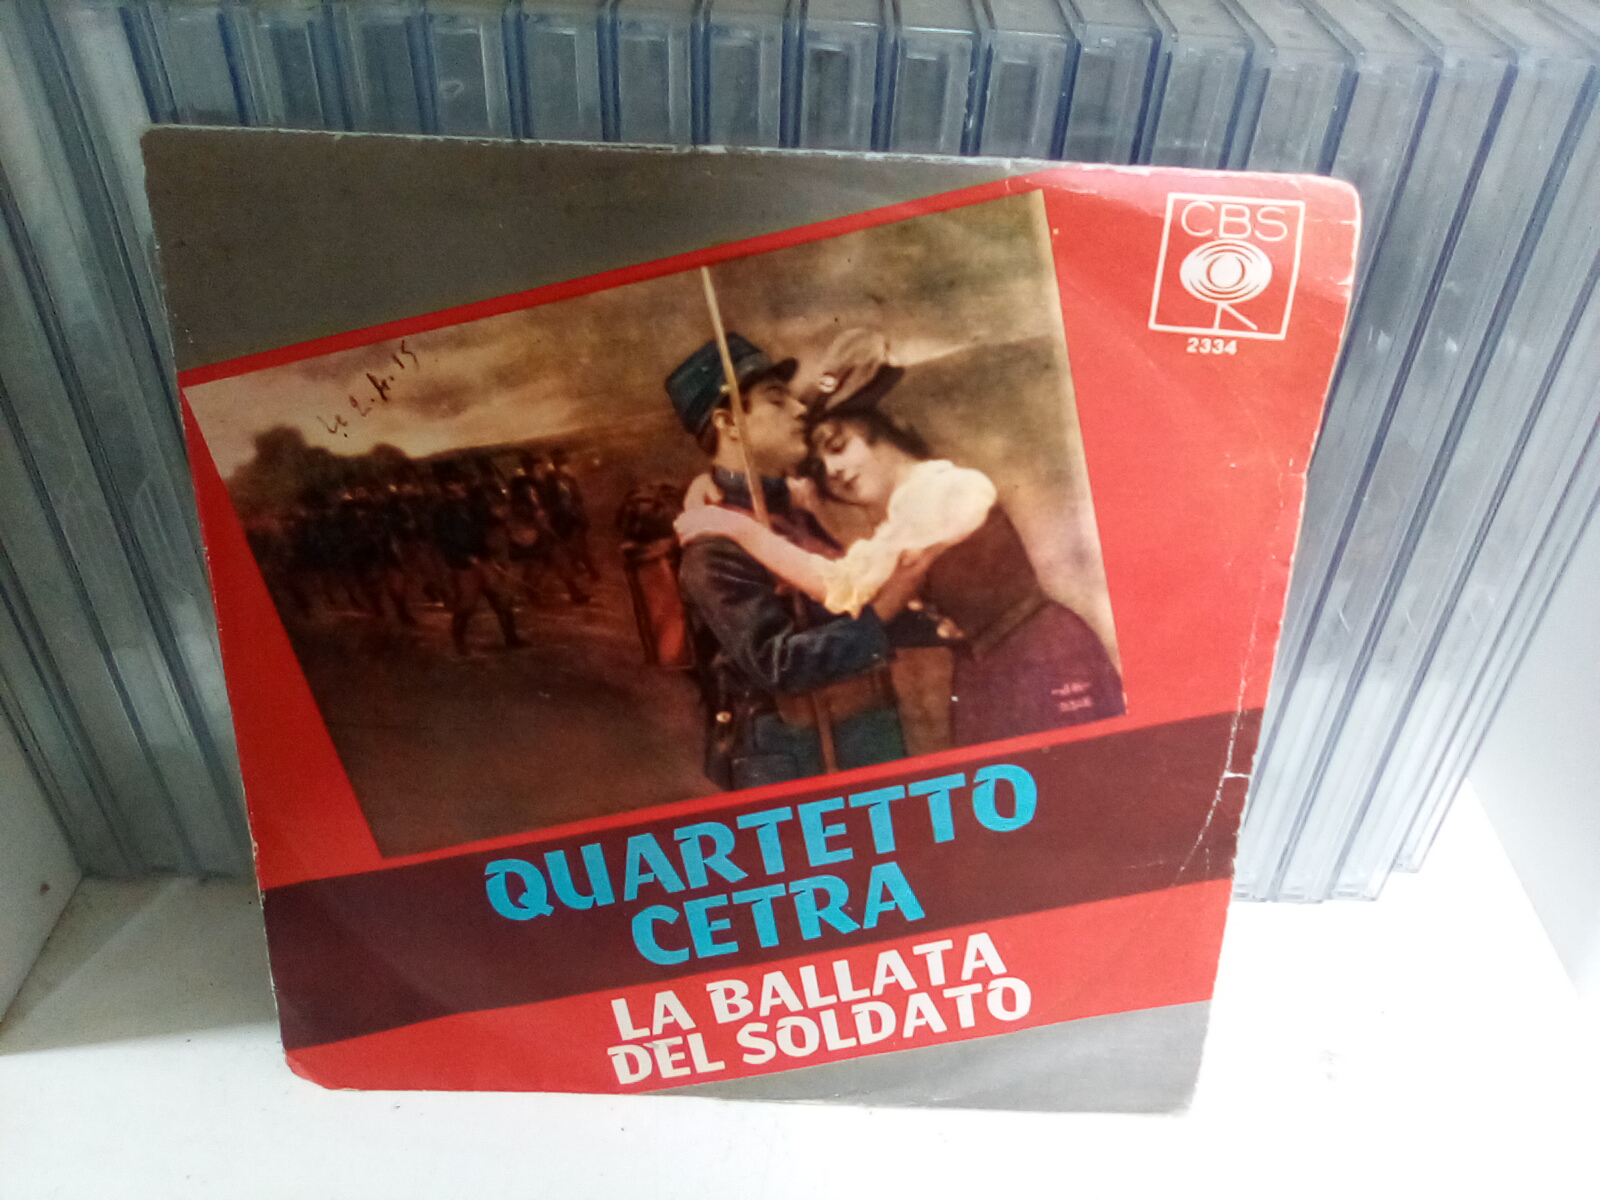 CBS
2334
QUARTETTO
CETRA
LA BALLATA
DEL SOLDATO